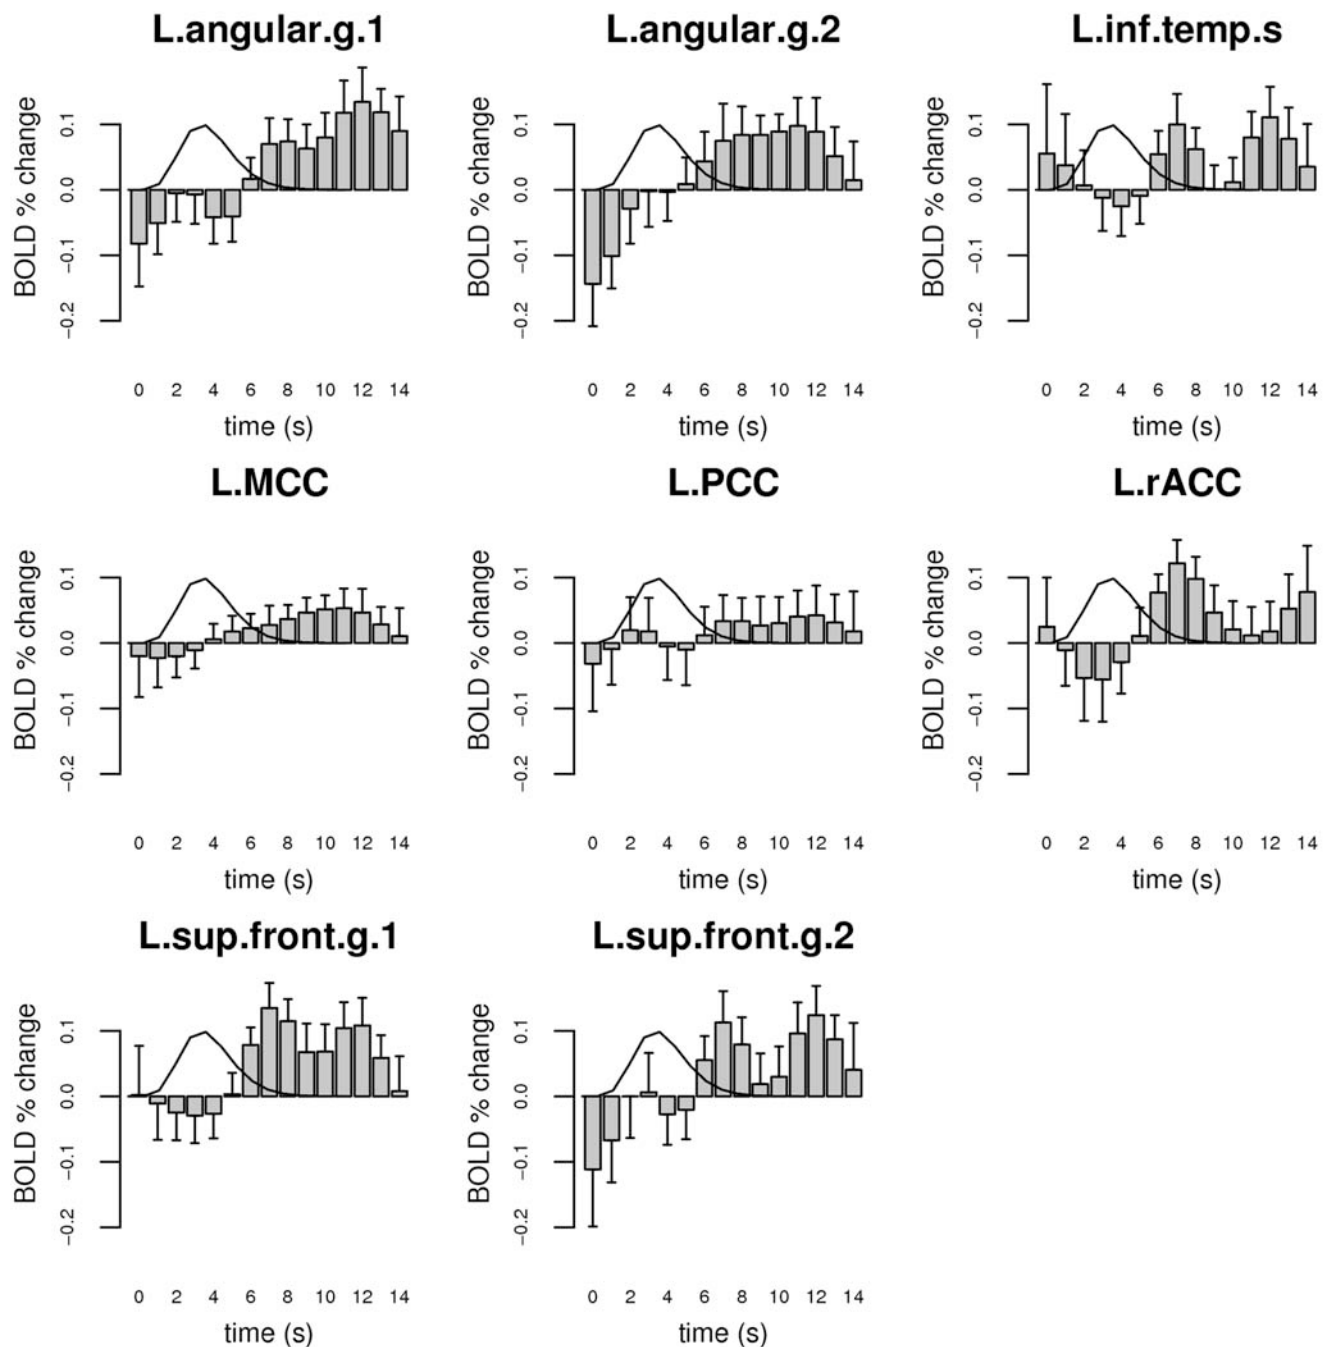 L.angular.g.1 L.angular.g.2 L.inf.temp.s
BOLD % change BOLD % change BOLD % change
0.1 0.1 0.1
0.0 0.0 0.0
−0.1 −0.1 −0.1
−0.2 −0.2 −0.2
0 2 4 6 8 10 12 14 0 2 4 6 8 10 12 14 0 2 4 6 8 10 12 14
time (s) time (s) time (s)
L.MCC L.PCC L.rACC
BOLD % change BOLD % change BOLD % change
0.1 0.1 0.1
0.0 0.0 0.0
−0.1 −0.1 −0.1
−0.2 −0.2 −0.2
0 2 4 6 8 10 12 14 0 2 4 6 8 10 12 14 0 2 4 6 8 10 12 14
time (s) time (s) time (s)
L.sup.front.g.1 L.sup.front.g.2
BOLD % change BOLD % change
0.1 0.1
0.0 0.0
−0.1 −0.1
−0.2 −0.2
0 2 4 6 8 10 12 14 0 2 4 6 8 10 12 14
time (s) time (s)